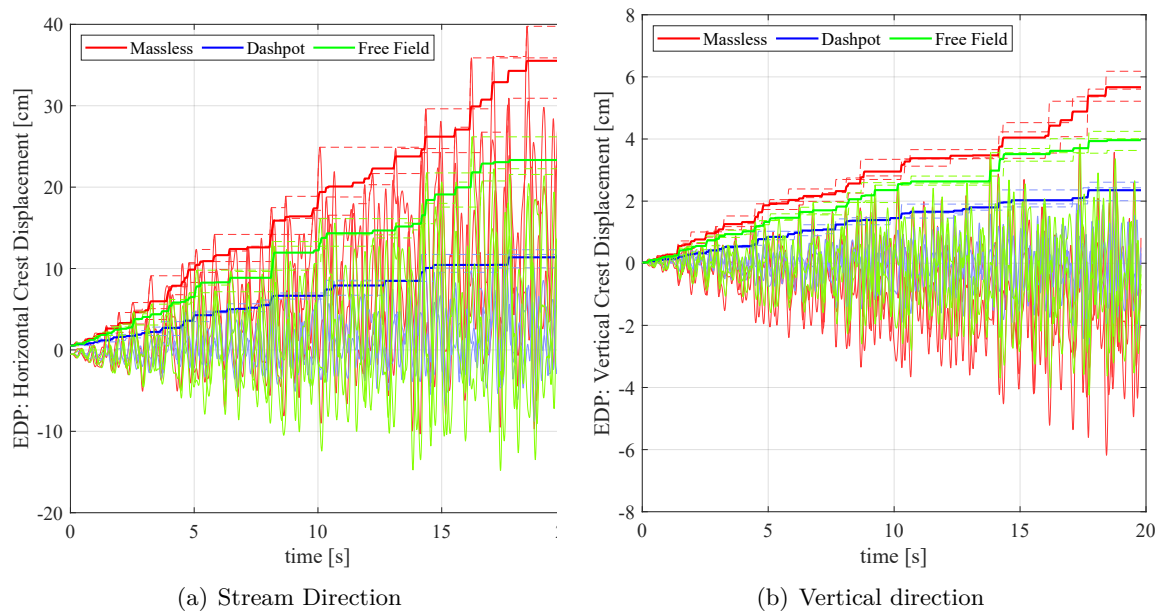 40
30
20
10
0
-10
-20
EDP: Horizontal Crest Displacement [cm]
Massless Dashpot Free Field
0 5 10 15
time [s]
(a) Stream Direction
8
6
4
2
0
-2
-4
-6
-8
EDP: Vertical Crest Displacement [cm]
Massless Dashpot Free Field
0 5 10 15 20
time [s]
(b) Vertical direction